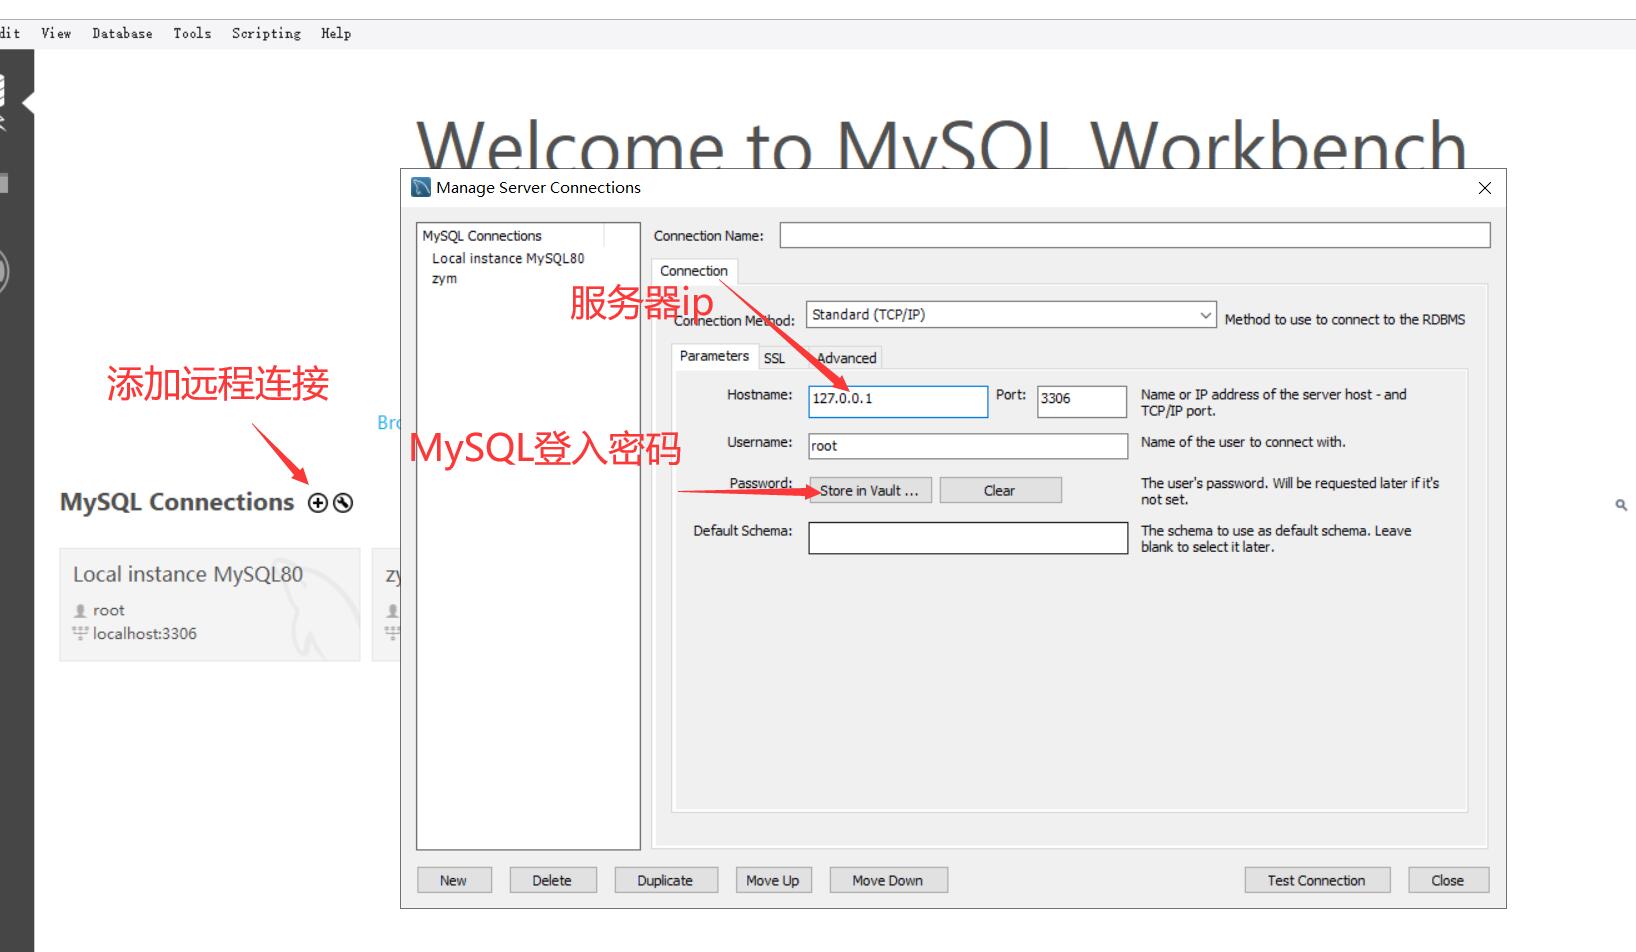 dit View Database Tools Scripting Help
Welcome to MySQL Workbench
Manage Server Connections
MySQL Connections
Local instance MySQL80
zym
Connection Name:
Connection
服务器ip
Connection Method:
Standard (TCP/IP)
Method to use to connect to the RDBMS
Parameters
SSL
Advanced
Hostname:
127.0.0.1
Port:
3306
Name or IP address of the server host - and
TCP/IP port.
添加远程连接
Bro
MySQL登入密码
Username:
root
Name of the user to connect with.
Password:
Store in Vault ...
Clear
The user's password. Will be requested later if it's
not set.
MySQL Connections
Default Schema:
The schema to use as default schema. Leave
blank to select it later.
Local instance MySQL80
root
localhost:3306
zy
New
Delete
Duplicate
Move Up
Move Down
Test Connection
Close